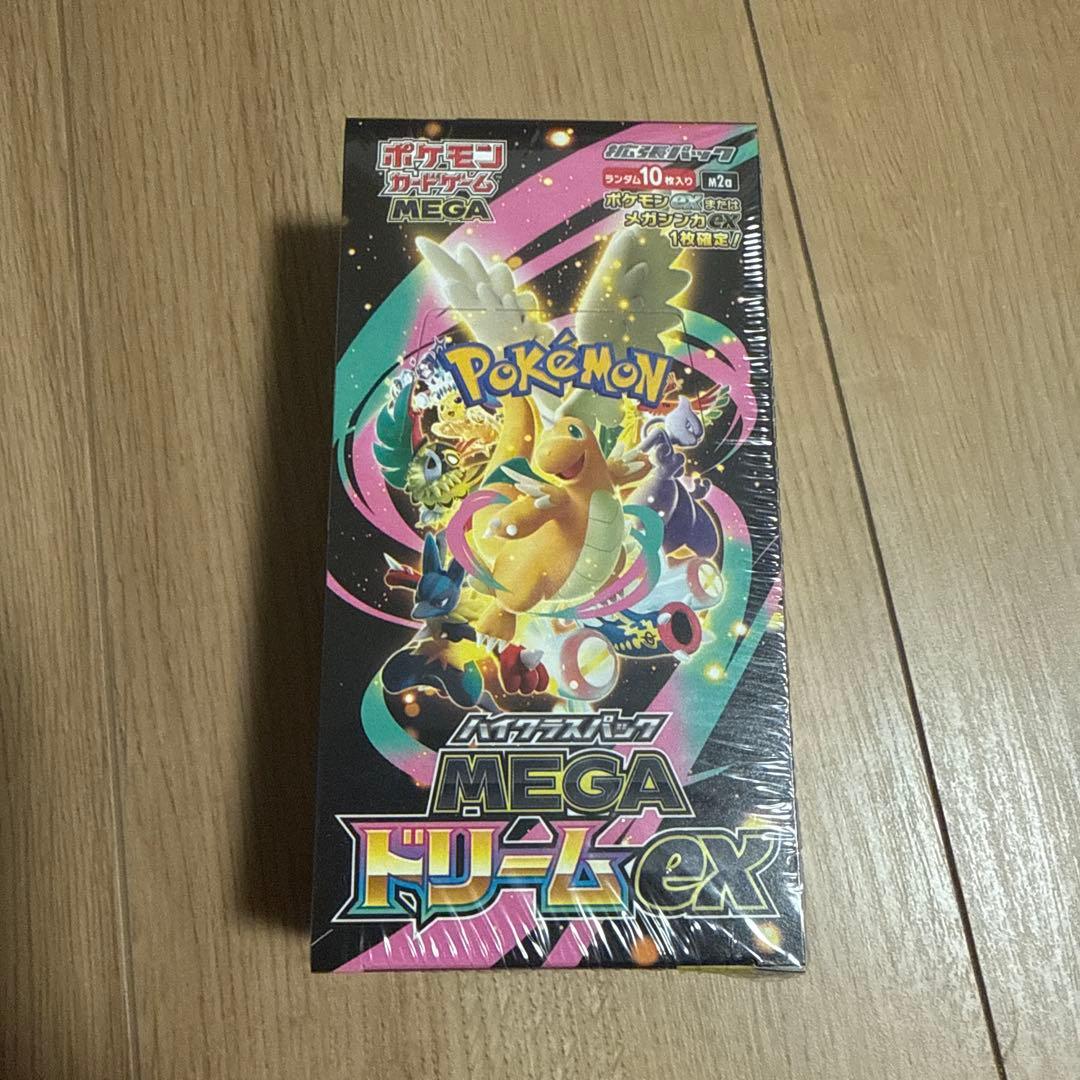 ポケモン
カードゲーム
MEGA
拡張パック
ランダム10枚入り
M2a
ポケモンexまたは
メガシンカex
1枚確定!
POKéMON
ハイクラスパック
MEGA
ドリームex